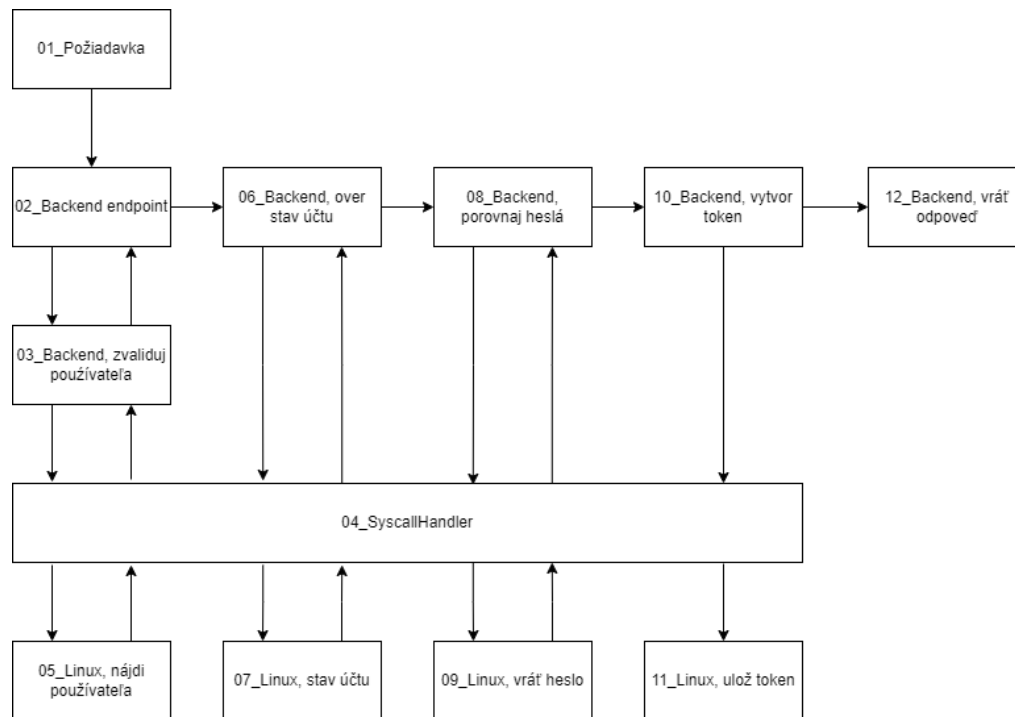 01_Požiadavka
02_Backend endpoint
06_Backend, over
stav účtu
08_Backend,
porovnaj heslá
10_Backend, vytvor
token
12_Backend, vráť
odpoveď
03_Backend, zvaliduj
používateľa
04_SyscallHandler
05_Linux, nájdi
používateľa
07_Linux, stav účtu
09_Linux, vráť heslo
11_Linux, ulož token